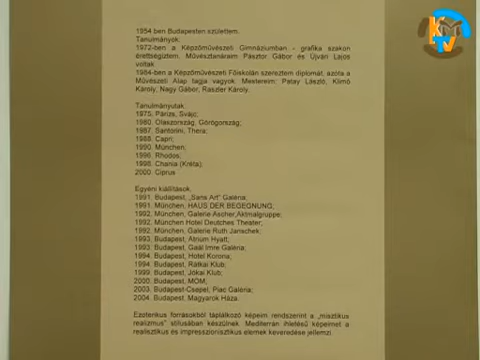 1954 ben Budapesten születtem.
Tanulmányok:
1972-ben a Képzőművészeti Gimnáziumban - grafika szakon
érettségiztem. Művésztanáraim Pásztor Gábor és Újvári Lajos
voltak
1984-ben a Képzőművészeti Főiskolán szereztem diplomát, azóta a
Művészeti Alap tagja vagyok. Mestereim: Patay László, Klimó
Károly, Nagy Gábor, Raszler Károly.
Tanulmányutak:
1975. Párizs, Svájc;
1980. Olaszország, Görögország;
1987. Santorini, Thera;
1988. Capri;
1990. München,
1996. Rhodos;
1998. Chania (Kréta);
2000. Ciprus
Egyéni kiállítások:
1991. Budapest, „Sans Art" Galéria;
1991. München, HAUS DER BEGEGNUNG;
1992. München, Galerie Ascher, Aktmalgruppe;
1992. München Hotel Deutches Theater;
1992. München, Galerie Ruth Janschek;
1993. Budapest, Átrium Hyatt;
1993. Budapest, Gaál Imre Galéria;
1994. Budapest, Hotel Korona;
1994. Budapest, Rátkai Klub;
1999. Budapest, Jókai Klub;
2000. Budapest, MOM;
2003. Budapest-Csepel, Piac Galéria;
2004. Budapest, Magyarok Háza.
Ezoterikus forrásokból táplálkozó képeim rendszerint a „misztikus
realizmus" stílusában készülnek. Mediterrán ihletésű képeimet a
realisztikus és impresszionisztikus elemek keveredése jellemzi.
TV